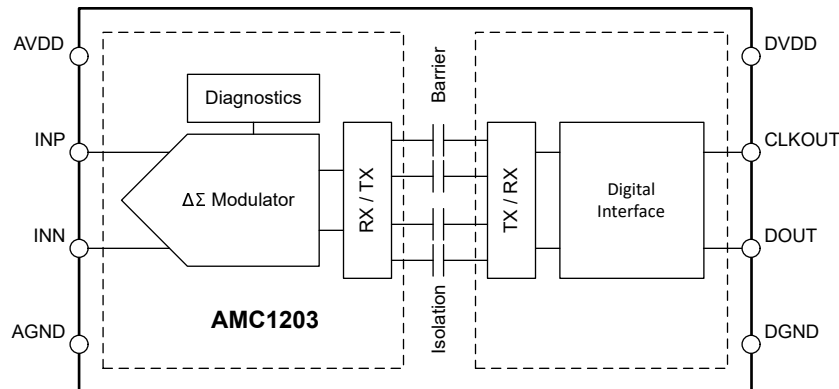 AVDD
DVDD
Barrier
Diagnostics
INP
CLKOUT
ΔΣ Modulator
RX / TX
TX / RX
Digital
Interface
INN
DOUT
AMC1203
Isolation
AGND
DGND